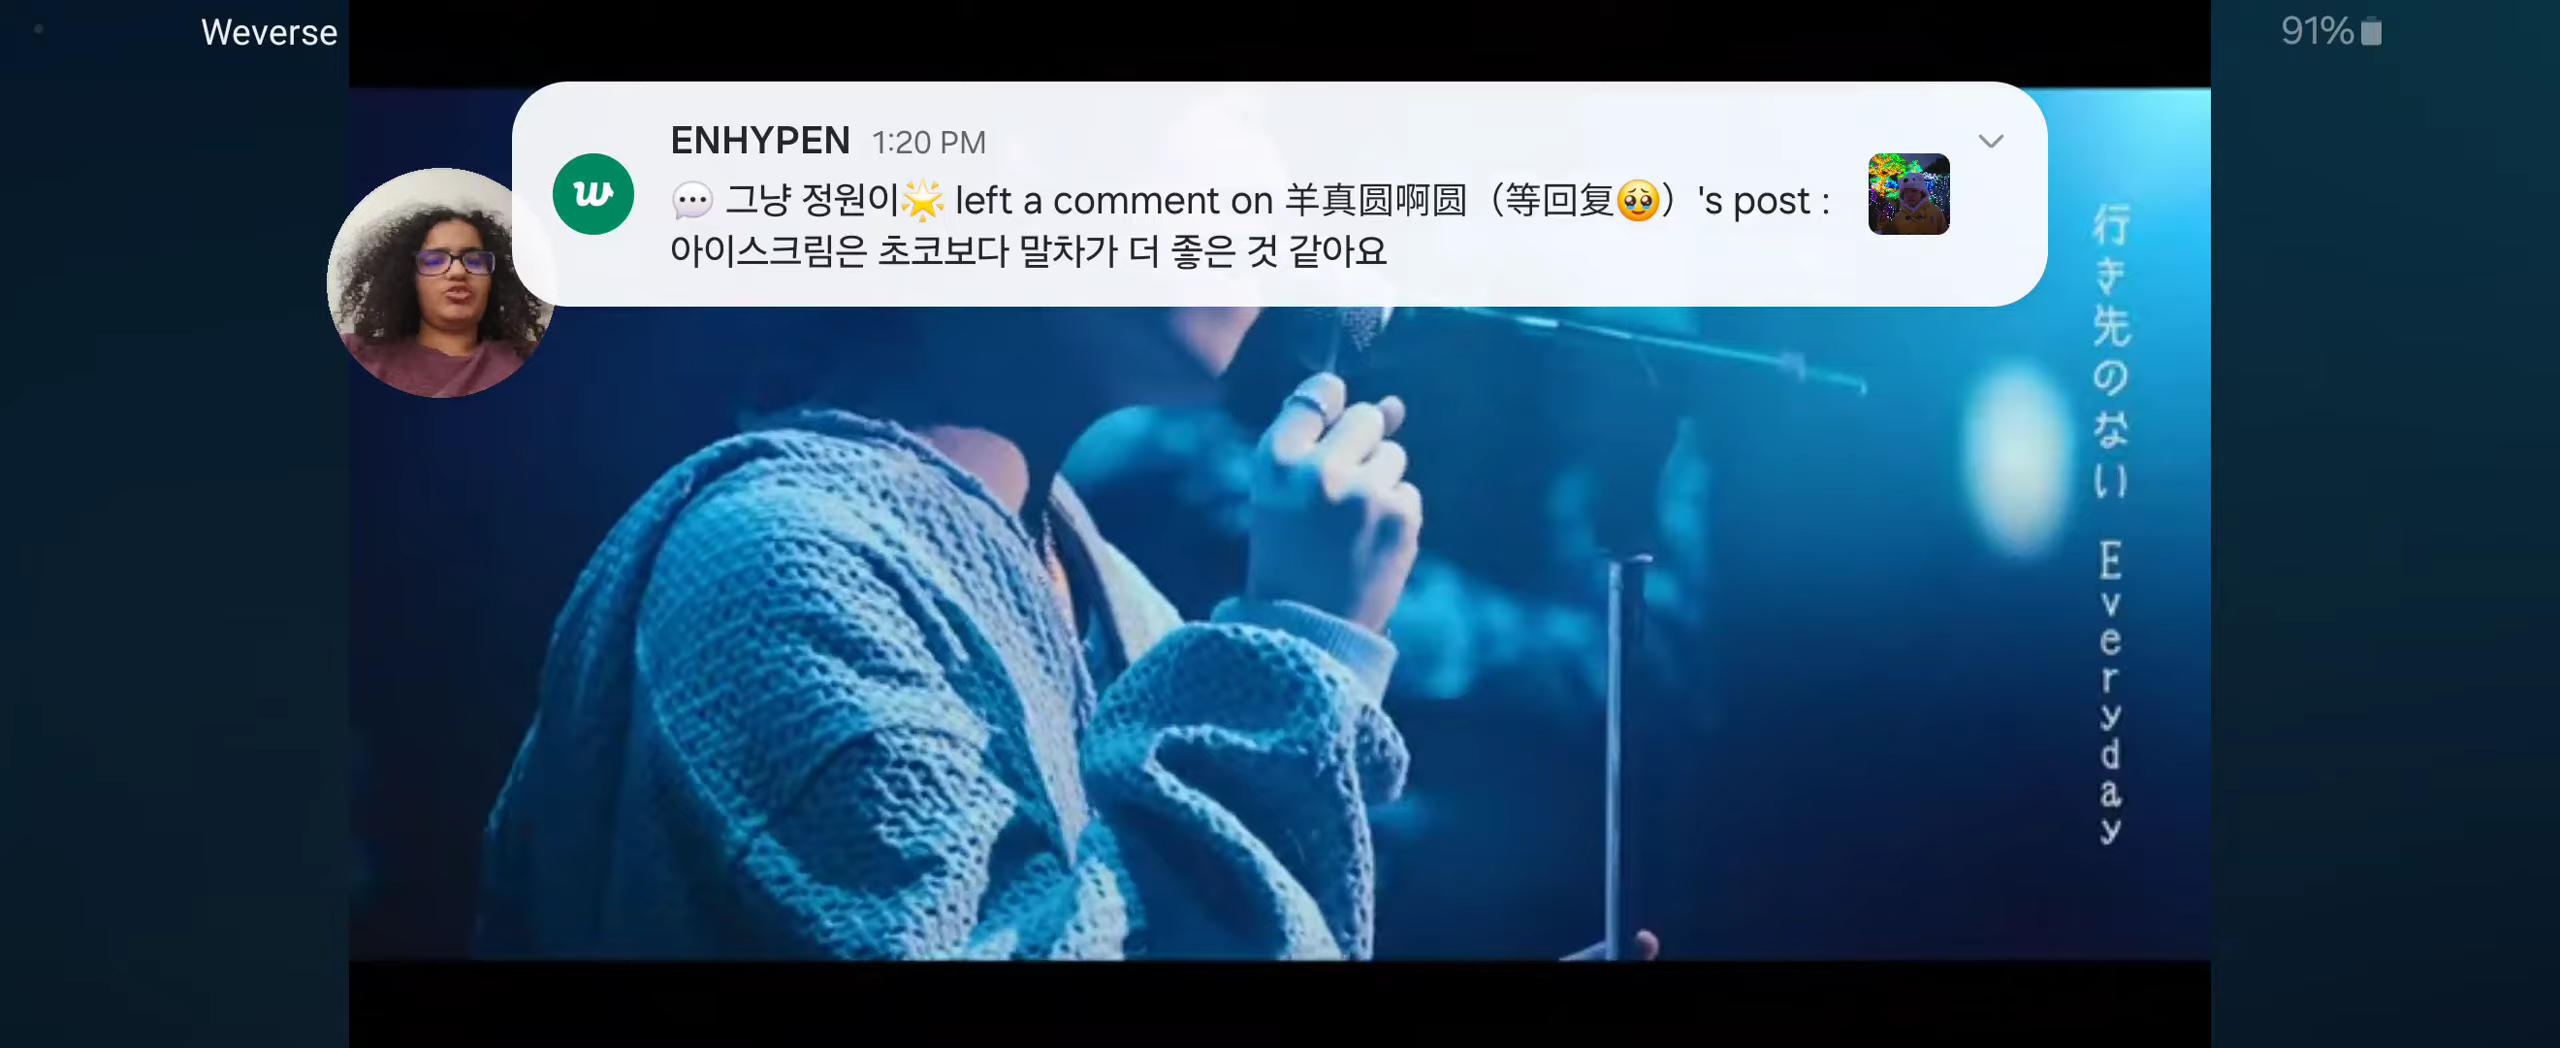 Weverse
91%
ENHYPEN 1:20 PM
💬 그냥 정원이🌟 left a comment on 羊真圆啊圆（等回复🥹）'s post :
아이스크림은 초코보다 말차가 더 좋은 것 같아요
w
行き先のない Everyday